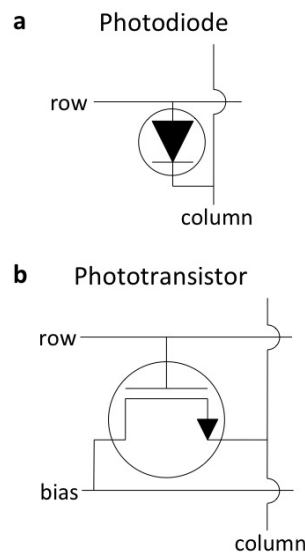 a
Photodiode
row
column
b
Phototransistor
row
bias
column